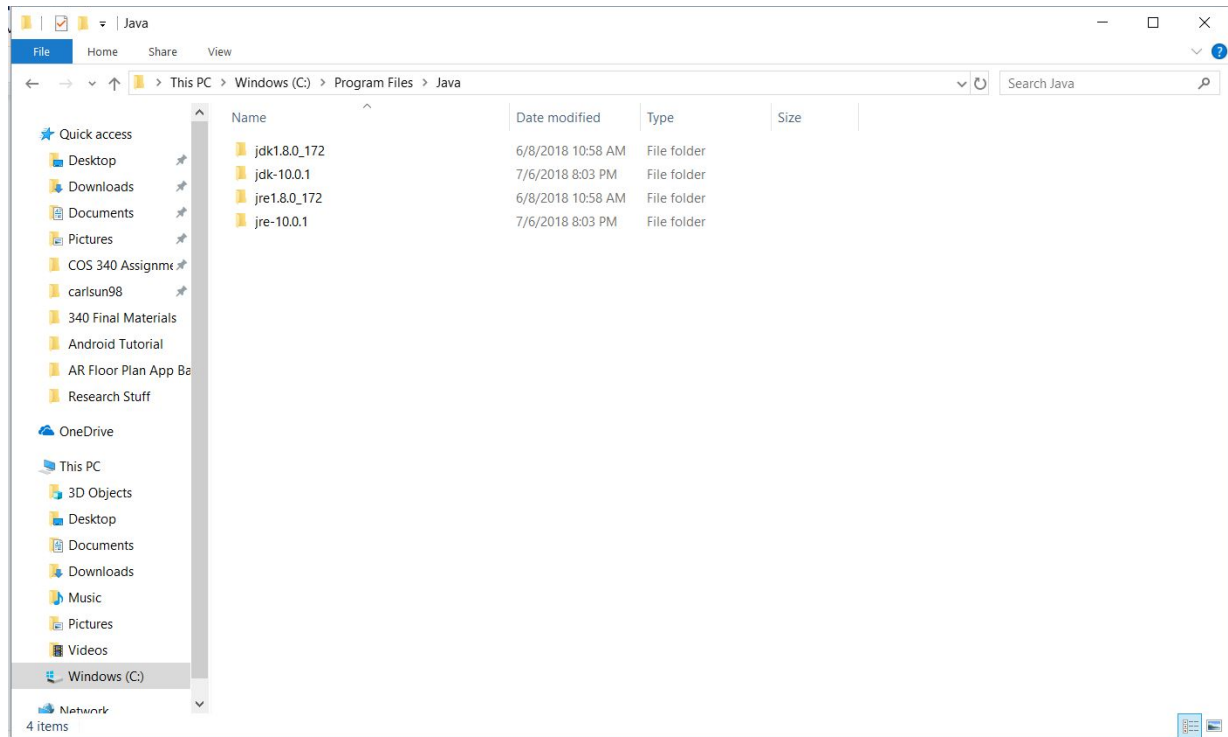 Java
File Home Share View
This PC > Windows (C:) > Program Files > Java
Search Java
Name Date modified Type Size
jdk1.8.0_172 6/8/2018 10:58 AM File folder
jdk-10.0.1 7/6/2018 8:03 PM File folder
jre1.8.0_172 6/8/2018 10:58 AM File folder
jre-10.0.1 7/6/2018 8:03 PM File folder
Quick access
Desktop
Downloads
Documents
Pictures
COS 340 Assignme
carlsun98
340 Final Materials
Android Tutorial
AR Floor Plan App Ba
Research Stuff
OneDrive
This PC
3D Objects
Desktop
Documents
Downloads
Music
Pictures
Videos
Windows (C:)
Network
4 items